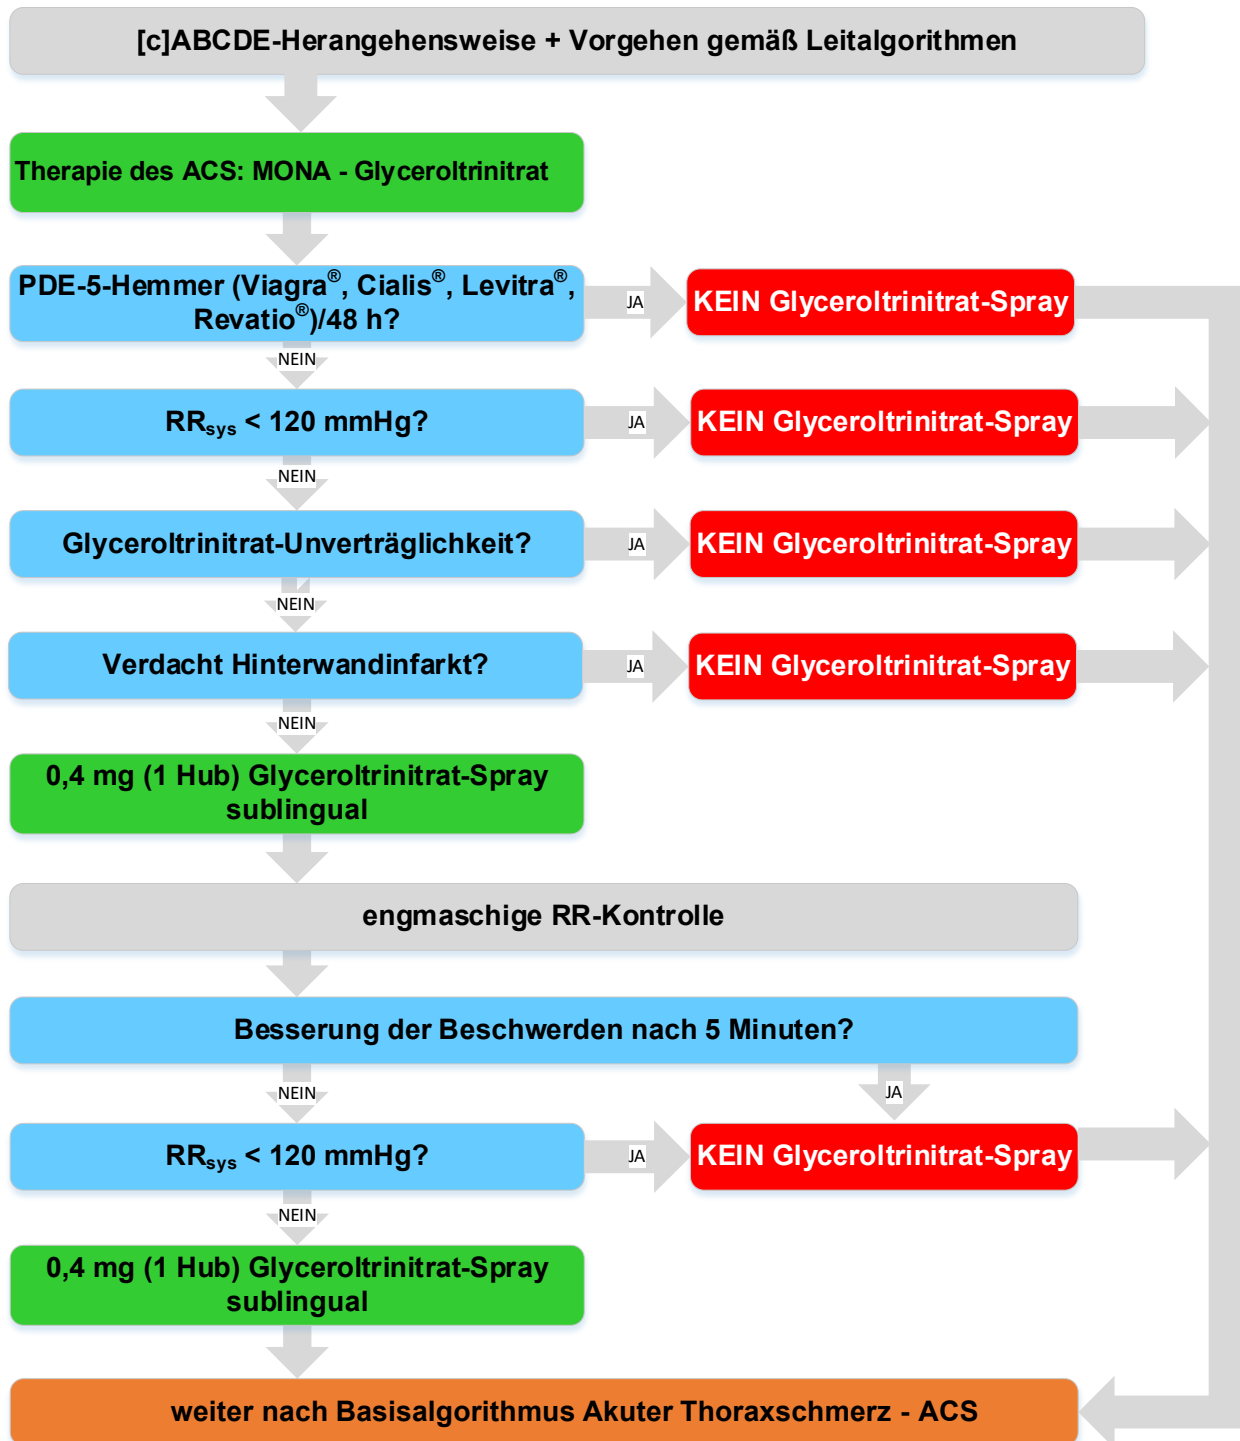 [c]ABCDE-Herangehensweise + Vorgehen gemäß Leitalgorithmen
Therapie des ACS: MONA - Glyceroltrinitrat
PDE-5-Hemmer (Viagra®, Cialis®, Levitra®,
Revatio®)/48 h?
JA
KEIN Glyceroltrinitrat-Spray
NEIN
RRsys < 120 mmHg?
JA
KEIN Glyceroltrinitrat-Spray
NEIN
Glyceroltrinitrat-Unverträglichkeit?
JA
KEIN Glyceroltrinitrat-Spray
NEIN
Verdacht Hinterwandinfarkt?
JA
KEIN Glyceroltrinitrat-Spray
NEIN
0,4 mg (1 Hub) Glyceroltrinitrat-Spray
sublingual
engmaschige RR-Kontrolle
Besserung der Beschwerden nach 5 Minuten?
NEIN
JA
RRsys < 120 mmHg?
JA
KEIN Glyceroltrinitrat-Spray
NEIN
0,4 mg (1 Hub) Glyceroltrinitrat-Spray
sublingual
weiter nach Basisalgorithmus Akuter Thoraxschmerz - ACS